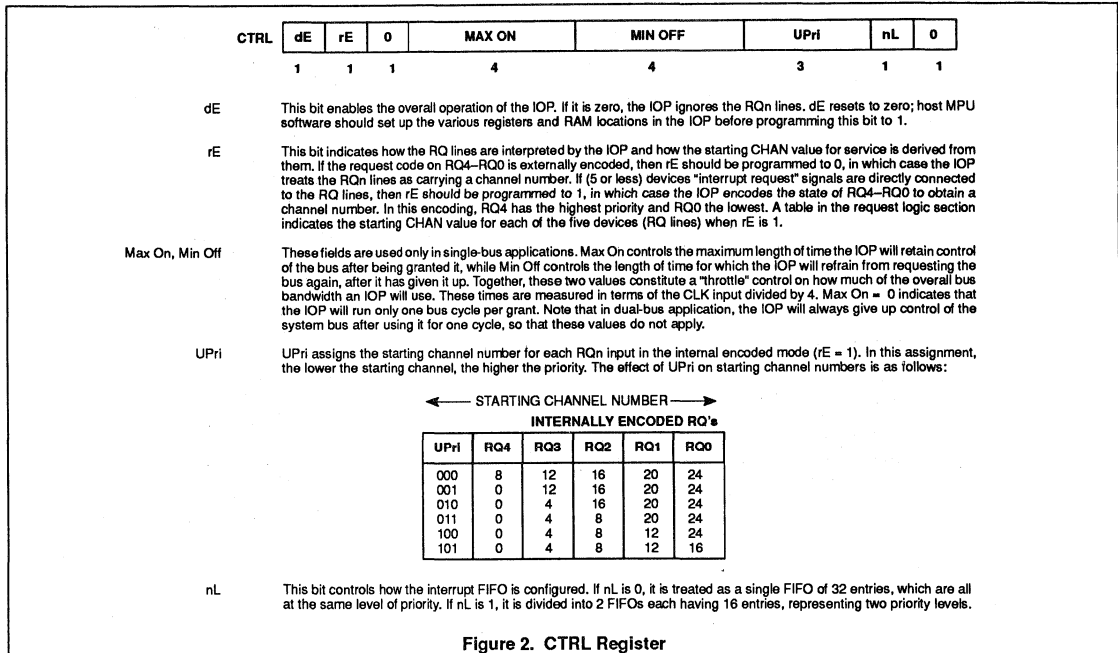 CTRL dE rE 0 MAX ON MIN OFF UPri nL 0
1 1 1 4 4 3 1 1
dE This bit enables the overall operation of the IOP. If it is zero, the IOP ignores the RQn lines. dE resets to zero; host MPU
software should set up the various registers and RAM locations in the IOP before programming this bit to 1.
rE This bit indicates how the RQ lines are interpreted by the IOP and how the starting CHAN value for service is derived from
them. If the request code on RQ4–RQ0 is externally encoded, then rE should be programmed to 0, in which case the IOP
treats the RQn lines as carrying a channel number. If (5 or less) devices "interrupt request" signals are directly connected
to the RQ lines, then rE should be programmed to 1, in which case the IOP encodes the state of RQ4–RQ0 to obtain a
channel number. In this encoding, RQ4 has the highest priority and RQ0 the lowest. A table in the request logic section
indicates the starting CHAN value for each of the five devices (RQ lines) when rE is 1.
Max On, Min Off These fields are used only in single-bus applications. Max On controls the maximum length of time the IOP will retain control
of the bus after being granted it, while Min Off controls the length of time for which the IOP will refrain from requesting the
bus again, after it has given it up. Together, these two values constitute a "throttle" control on how much of the overall bus
bandwidth an IOP will use. These times are measured in terms of the CLK input divided by 4. Max On = 0 indicates that
the IOP will run only one bus cycle per grant. Note that in dual-bus application, the IOP will always give up control of the
system bus after using it for one cycle, so that these values do not apply.
UPri UPri assigns the starting channel number for each RQn input in the internal encoded mode (rE = 1). In this assignment,
the lower the starting channel, the higher the priority. The effect of UPri on starting channel numbers is as follows:
STARTING CHANNEL NUMBER
INTERNALLY ENCODED RQ's
UPri RQ4 RQ3 RQ2 RQ1 RQ0
000 8 12 16 20 24
001 0 12 16 20 24
010 0 4 16 20 24
011 0 4 8 20 24
100 0 4 8 12 24
101 0 4 8 12 16
nL This bit controls how the interrupt FIFO is configured. If nL is 0, it is treated as a single FIFO of 32 entries, which are all
at the same level of priority. If nL is 1, it is divided into 2 FIFOs each having 16 entries, representing two priority levels.
Figure 2. CTRL Register